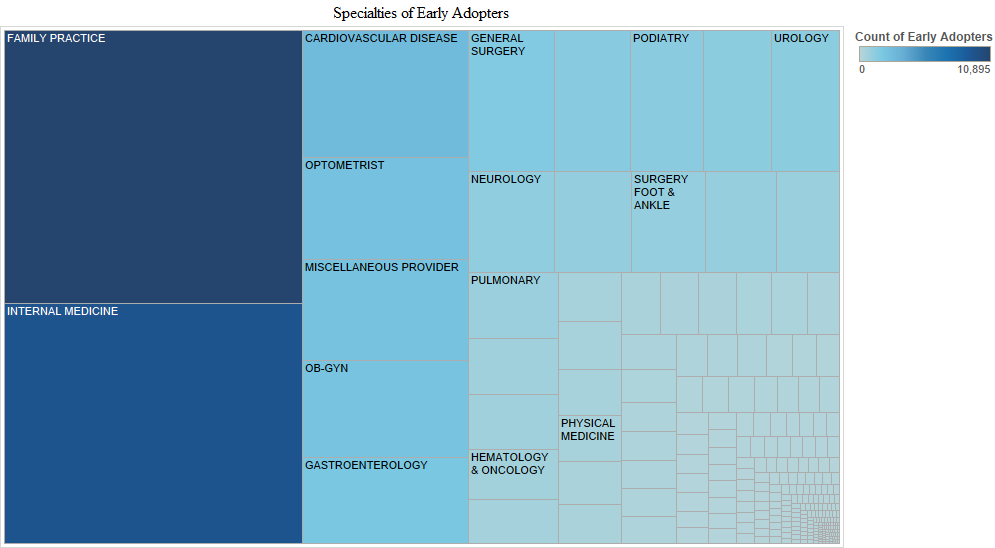 Specialties of Early Adopters
FAMILY PRACTICE
CARDIOVASCULAR DISEASE
GENERAL
SURGERY
PODIATRY
UROLOGY
Count of Early Adopters
0
10,895
OPTOMETRIST
NEUROLOGY
SURGERY
FOOT &
ANKLE
MISCELLANEOUS PROVIDER
PULMONARY
INTERNAL MEDICINE
OB-GYN
PHYSICAL
MEDICINE
GASTROENTEROLOGY
HEMATOLOGY
& ONCOLOGY